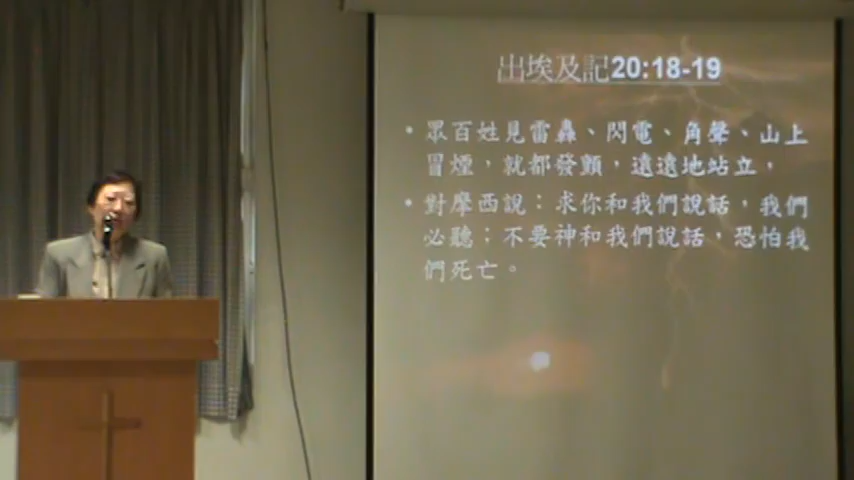 出埃及記20:18-19
• 眾百姓見雷轟、閃電、角聲、山上
冒煙，就都發顫，遠遠地站立，
• 對摩西說：求你和我們說話，我們
必聽；不要神和我們說話，恐怕我
們死亡。